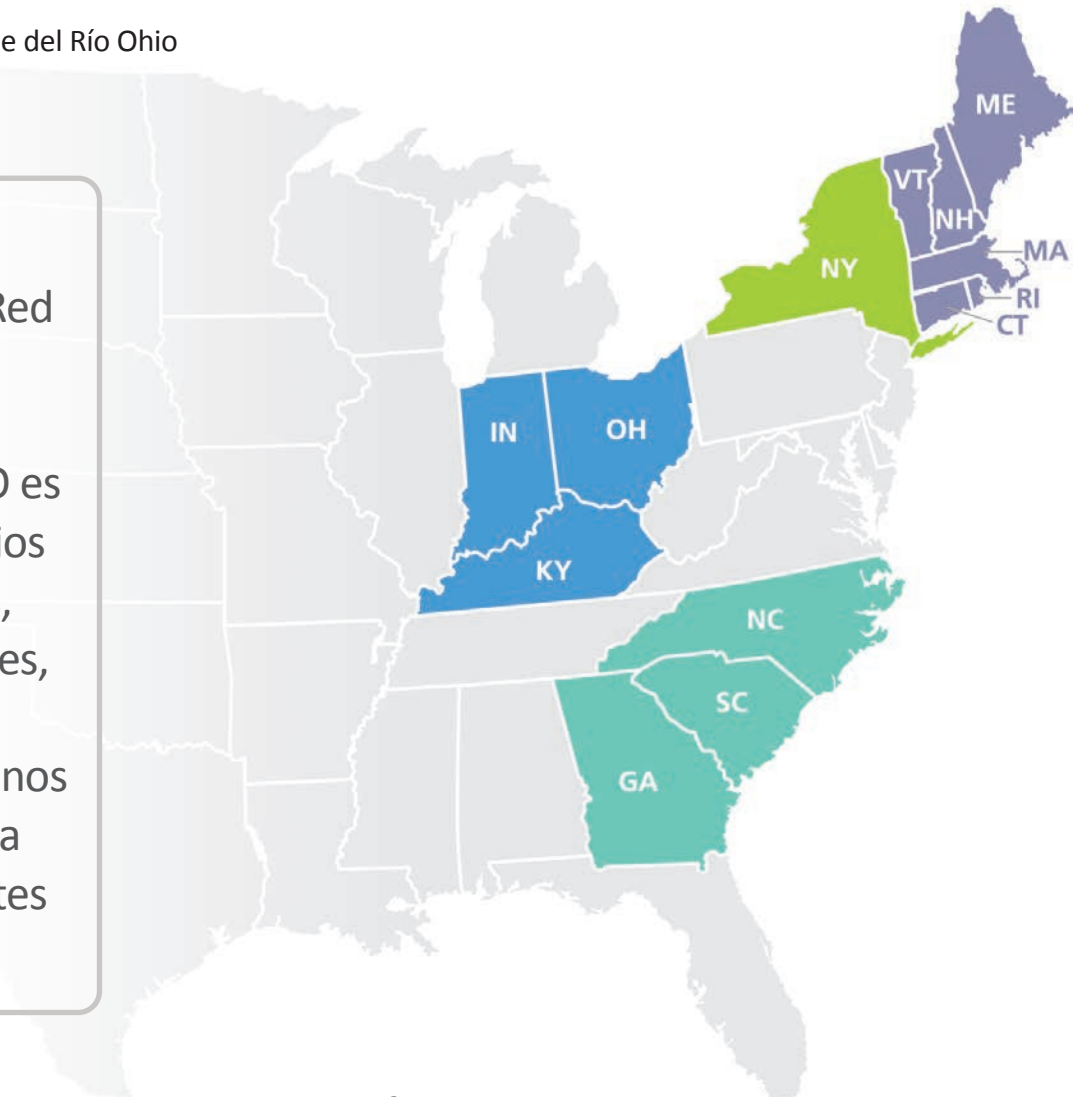 e del Río Ohio
Red
O es
ios
,
es,
nos
a
tes
ME
VT
NH
MA
NY
RI
CT
IN
OH
KY
NC
SC
GA